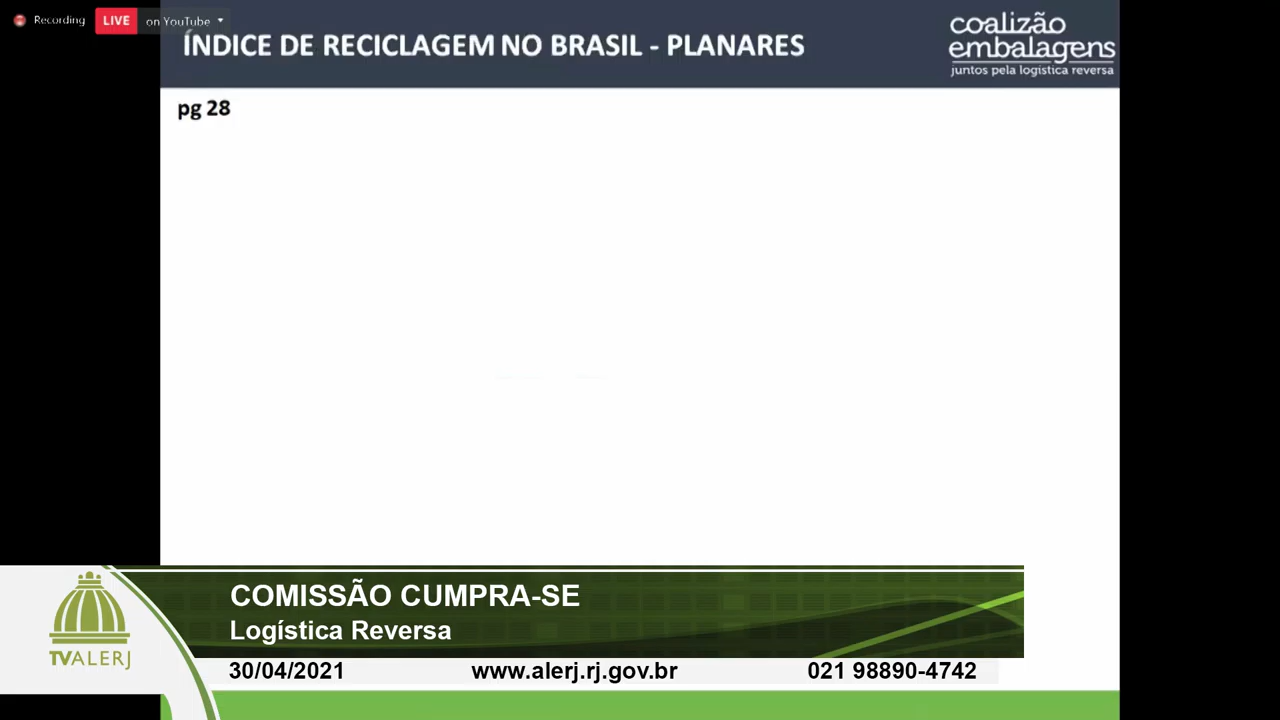 Recording LIVE on YouTube
ÍNDICE DE RECICLAGEM NO BRASIL - PLANARES
coalizão
embalagens
juntos pela logística reversa
pg 28
COMISSÃO CUMPRA-SE
Logística Reversa
TVALERJ
30/04/2021 www.alerj.rj.gov.br 021 98890-4742